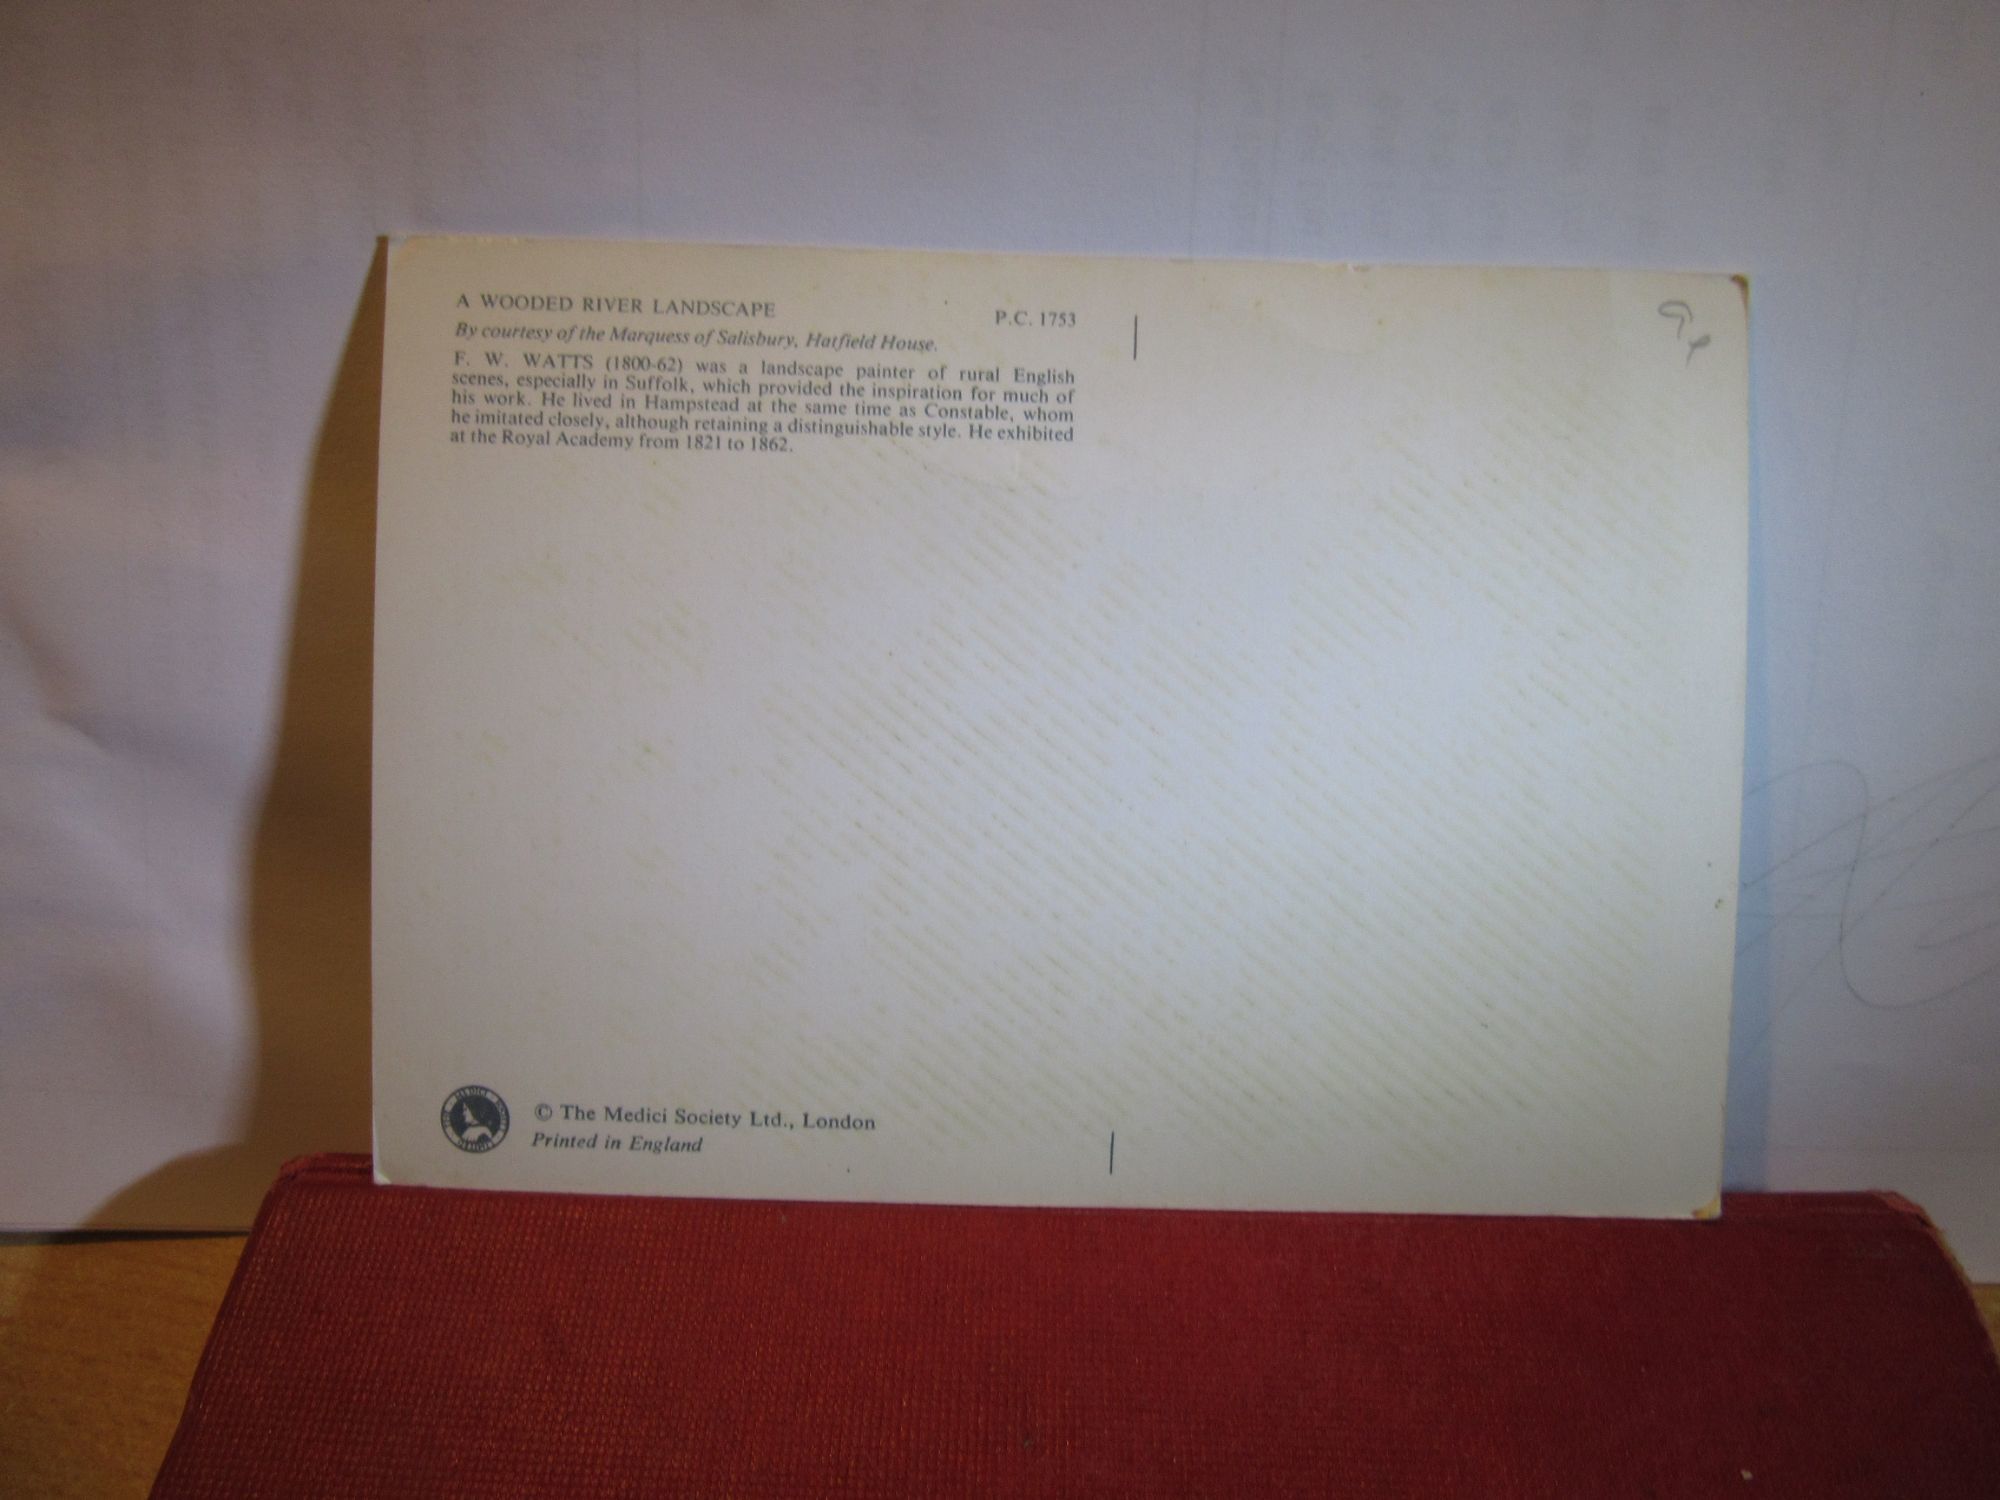 A WOODED RIVER LANDSCAPE
P.C. 1753
By courtesy of the Marquess of Salisbury, Hatfield House.
F. W. WATTS (1800-62) was a landscape painter of rural English
scenes, especially in Suffolk, which provided the inspiration for much of
his work. He lived in Hampstead at the same time as Constable, whom
he imitated closely, although retaining a distinguishable style. He exhibited
at the Royal Academy from 1821 to 1862.
© The Medici Society Ltd., London
Printed in England